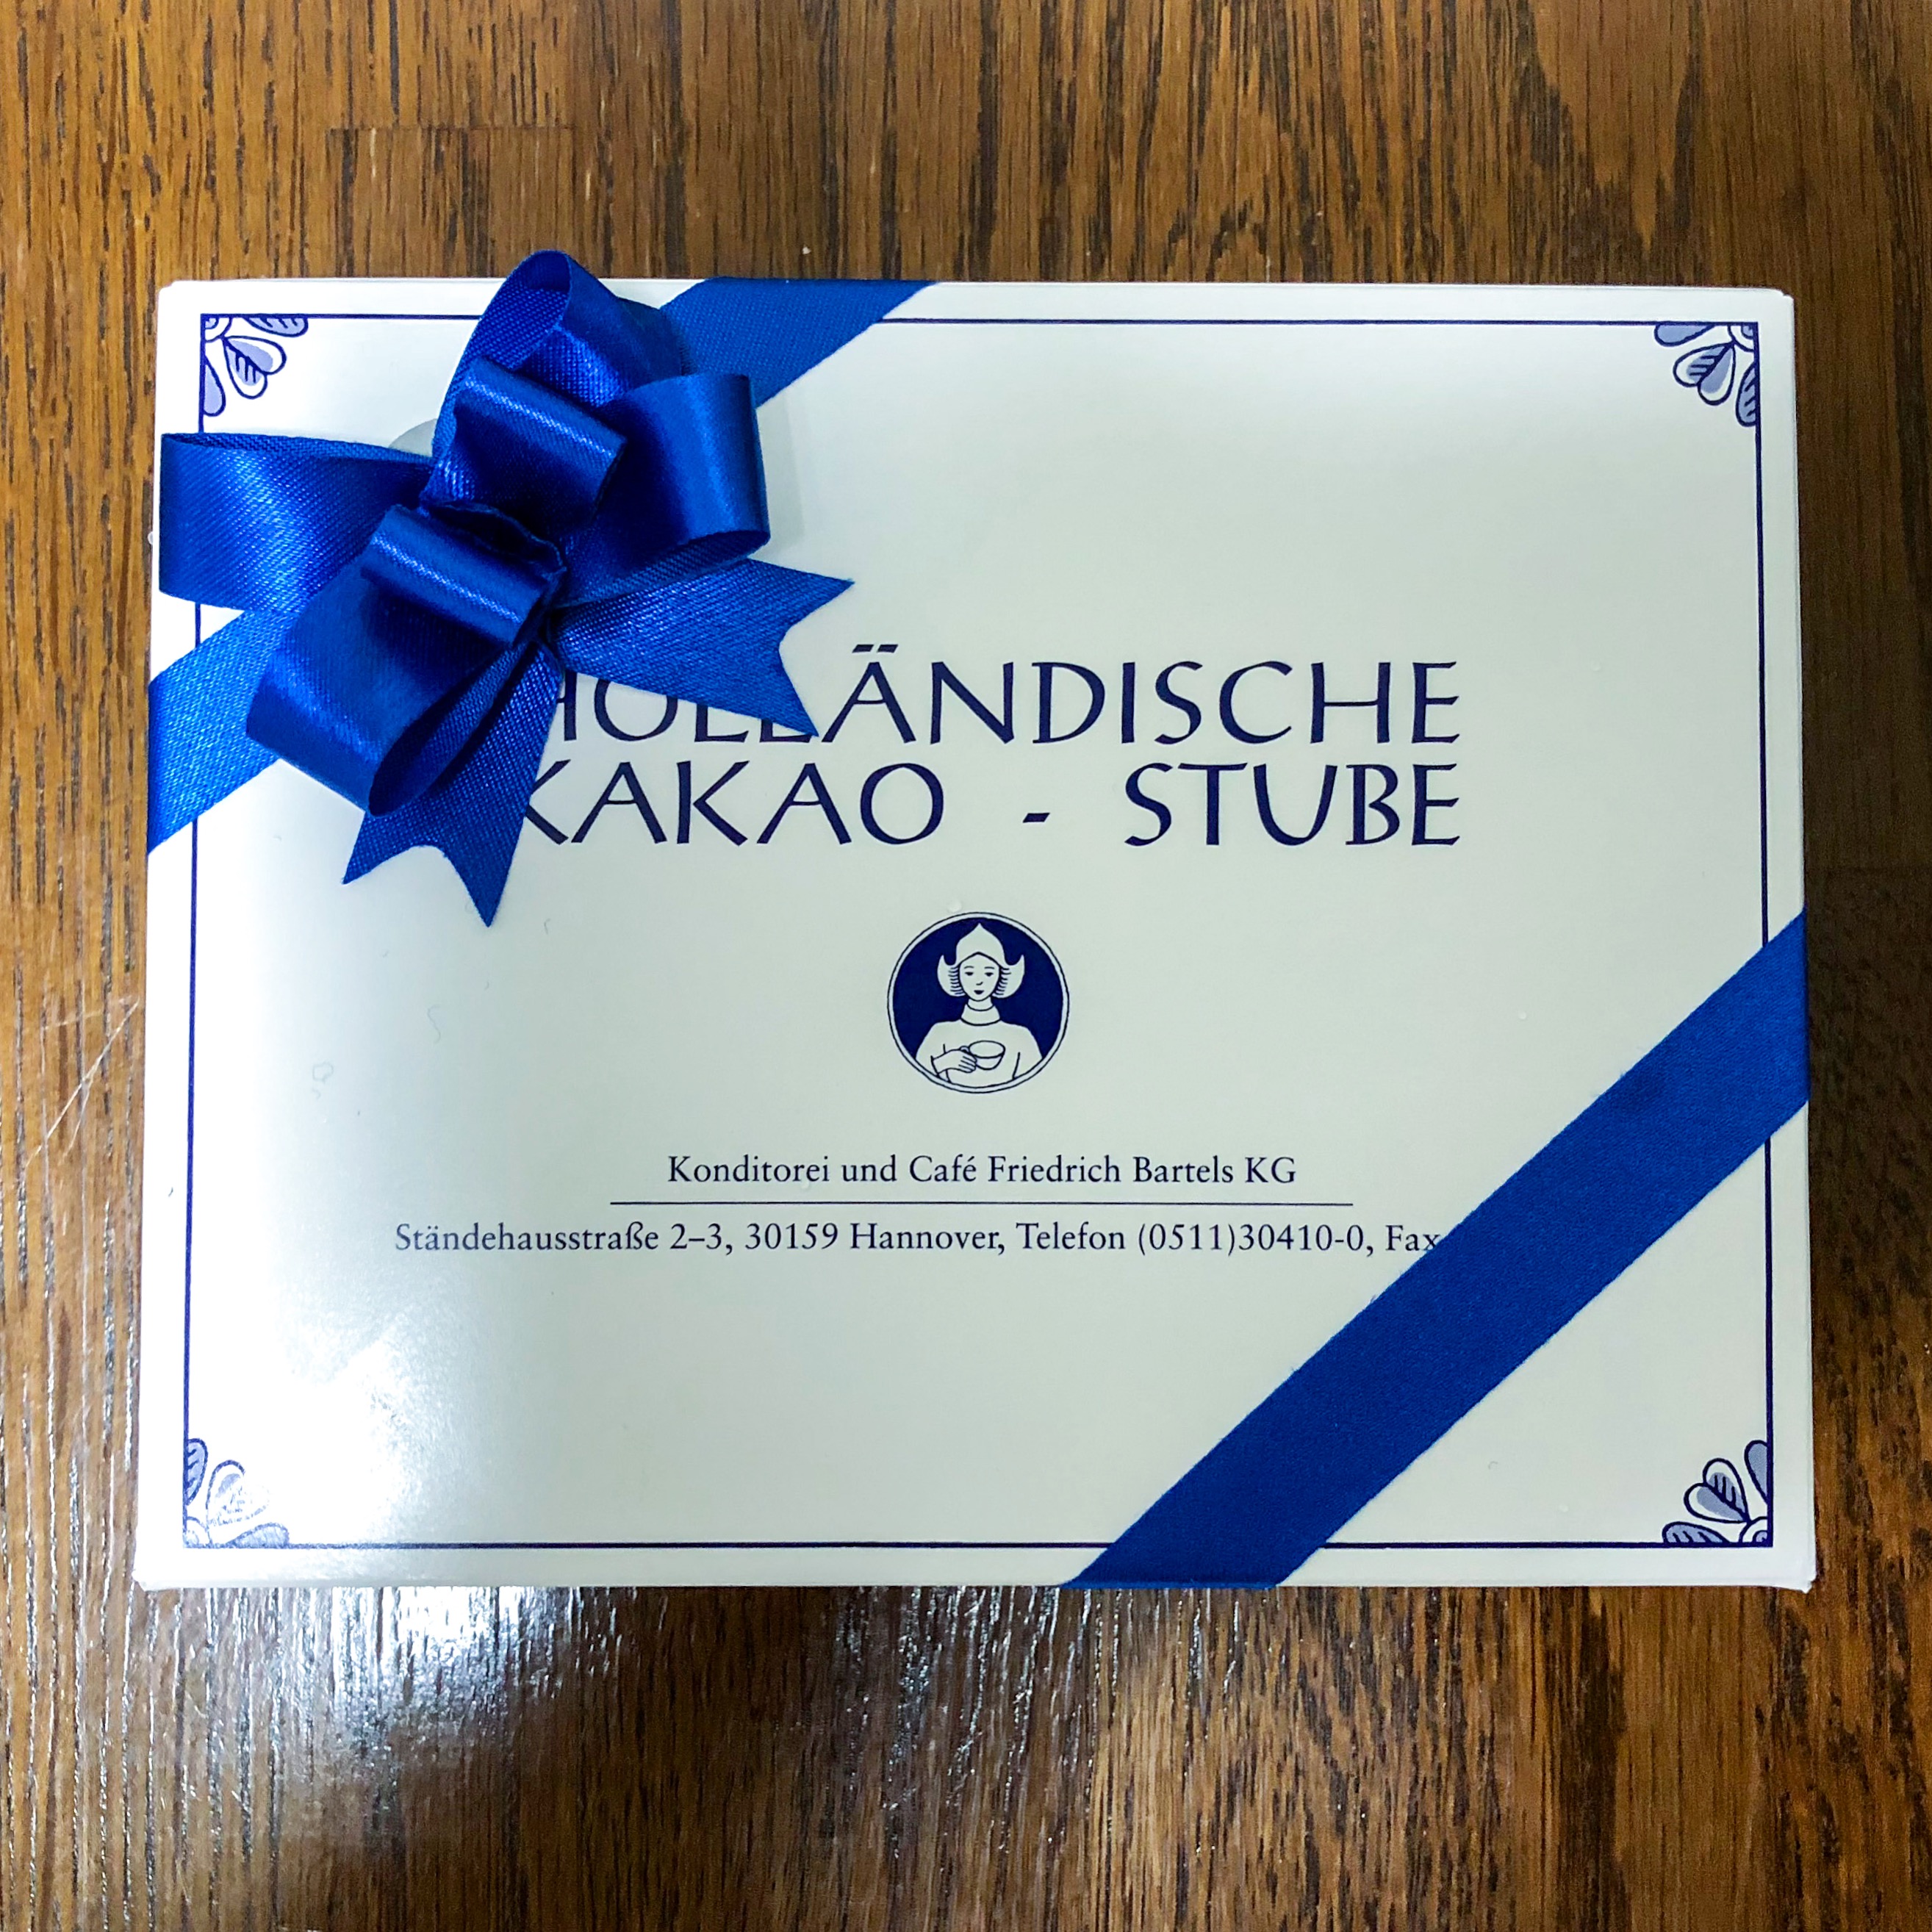 HOLLÄNDISCHE
KAKAO - STUBE
Konditorei und Café Friedrich Bartels KG
Ständehausstraße 2–3, 30159 Hannover, Telefon (0511)30410-0, Fax